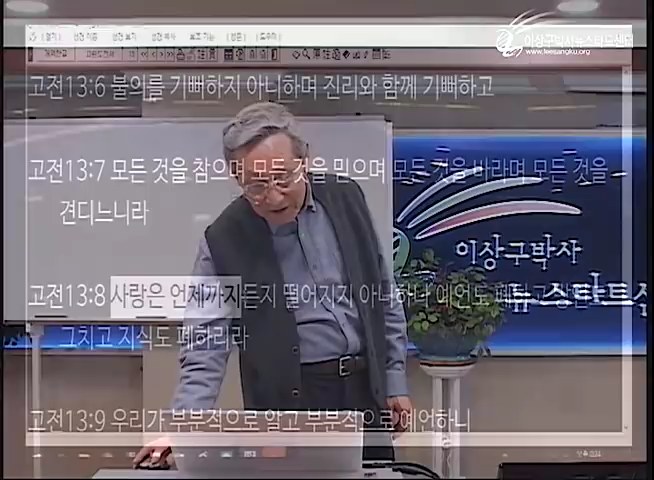 이상구박사뉴스타트센터
www.leesangku.org
고전13:6 불의를 기뻐하지 아니하며 진리와 함께 기뻐하고
고전13:7 모든 것을 참으며 모든 것을 믿으며 모든 것을 바라며 모든 것을
견디느니라
이상구박사
뉴 스타트
고전13:8 사랑은 언제까지든지 떨어지지 아니하나 예언도 폐하고
그치고 지식도 폐하리라
고전13:9 우리가 부분적으로 알고 부분적으로 예언하니